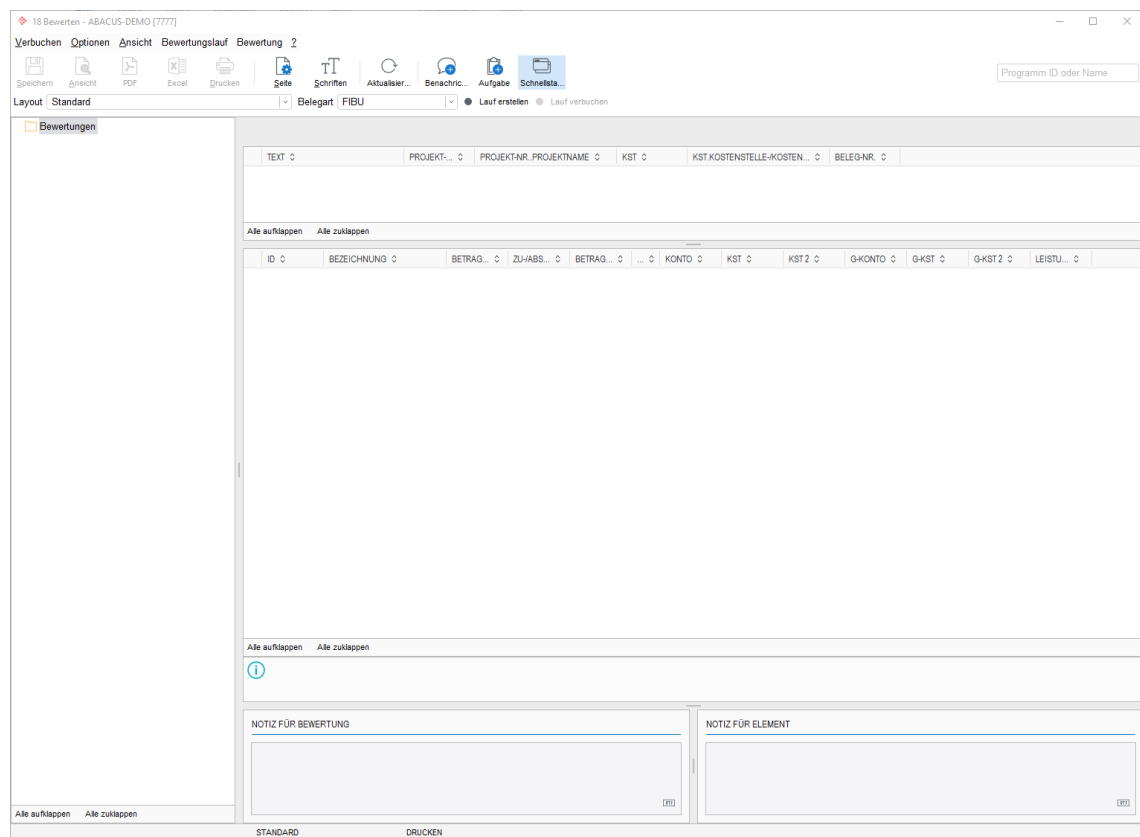 18 Bewerten - ABACUS-DEMO [7777]
Verbuchen Optionen Ansicht Bewertungslauf Bewertung ?
Speichern Ansicht PDF Excel Drucken Seite Schriften Aktualisier... Benachric... Aufgabe Schnellsta... Programm ID oder Name
Layout Standard Belegart FIBU Lauf erstellen Lauf verbuchen
Bewertungen
TEXT PROJEKT-... PROJEKT-NR..PROJEKTNAME KST KST.KOSTENSTELLE-/KOSTEN... BELEG-NR.
Alle aufklappen Alle zuklappen
ID BEZEICHNUNG BETRAG... ZU-/ABS... BETRAG... ... KONTO KST KST 2 G-KONTO G-KST G-KST 2 LEISTU...
Alle aufklappen Alle zuklappen
NOTIZ FÜR BEWERTUNG NOTIZ FÜR ELEMENT
RTF RTF
Alle aufklappen Alle zuklappen
STANDARD DRUCKEN